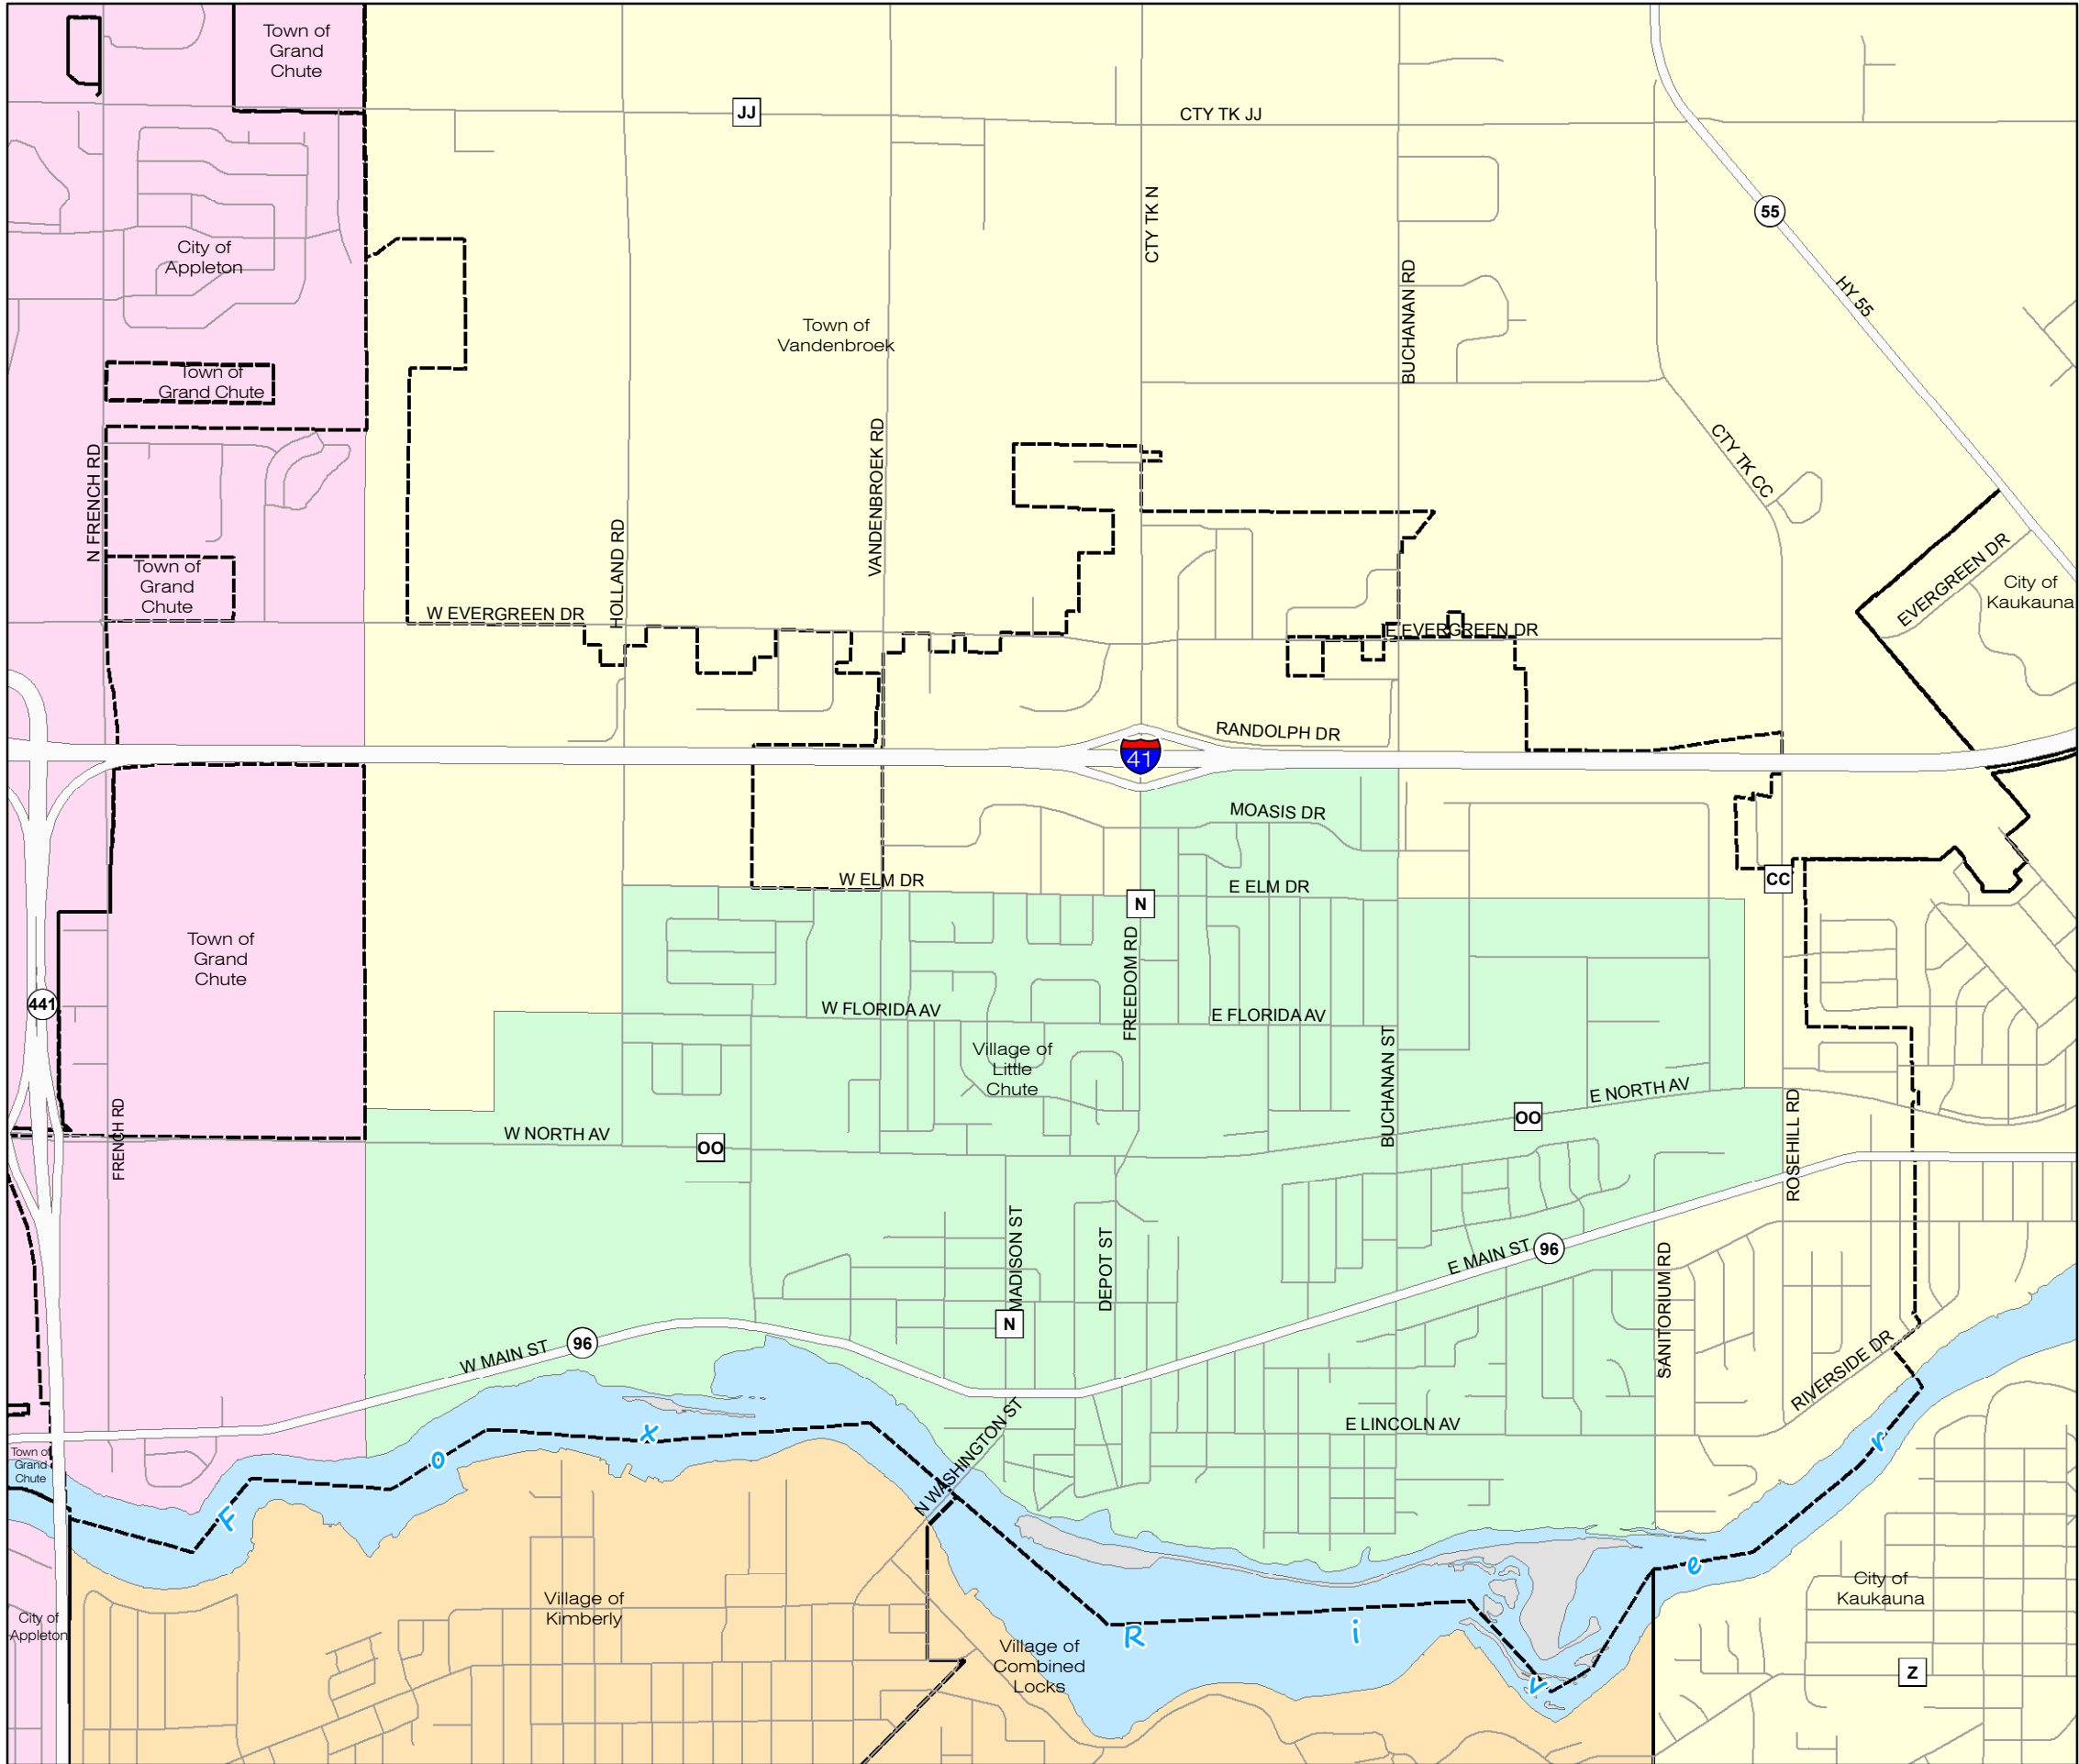 Town of
Grand
Chute
JJ
CTY TK JJ
CTY TK N
55
HY 55
City of
Appleton
BUCHANAN RD
Town of
Vandenbroek
Town of
Grand Chute
N FRENCH RD
HOLLAND RD
VANDENBROEK RD
CTY TK CC
Town of
Grand
Chute
EVERGREEN DR
City of
Kaukauna
W EVERGREEN DR
E EVERGREEN DR
RANDOLPH DR
41
MOASIS DR
W ELM DR
E ELM DR
CC
N
Town of
Grand
Chute
441
FREEDOM RD
W FLORIDA AV
E FLORIDA AV
Village of
Little
Chute
BUCHANAN ST
E NORTH AV
OO
FRENCH RD
W NORTH AV
OO
ROSEHILL RD
MADISON ST
DEPOT ST
E MAIN ST
96
SANITORIUM RD
N
W MAIN ST
96
RIVERSIDE DR
N WASHINGTON ST
E LINCOLN AV
Town of
Grand
Chute
F o x R i v e r
City of
Appleton
Village of
Kimberly
Village of
Combined
Locks
City of
Kaukauna
Z